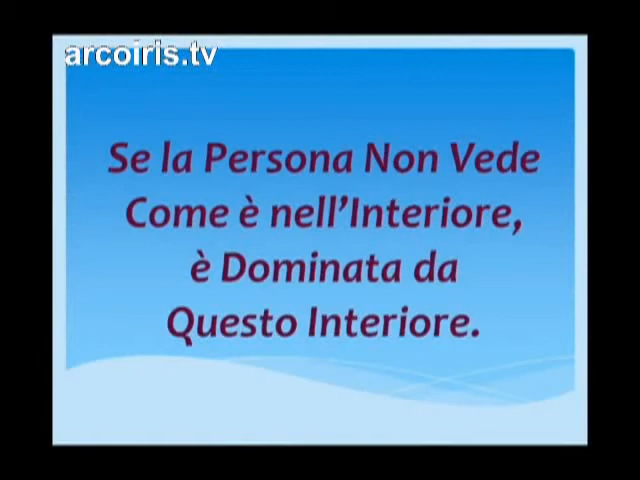 arcoiris.tv
Se la Persona Non Vede
Come è nell’Interiore,
è Dominata da
Questo Interiore.